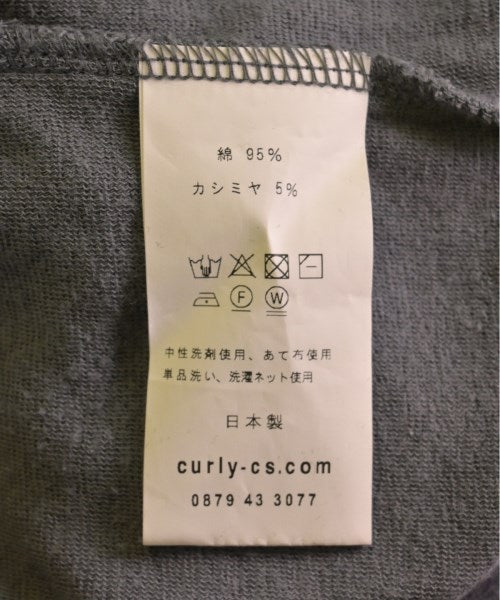 綿 95%
カシミヤ 5%
F W
中性洗剤使用、あて布使用
単品洗い、洗濯ネット使用
日本製
curly-cs.com
0879 43 3077